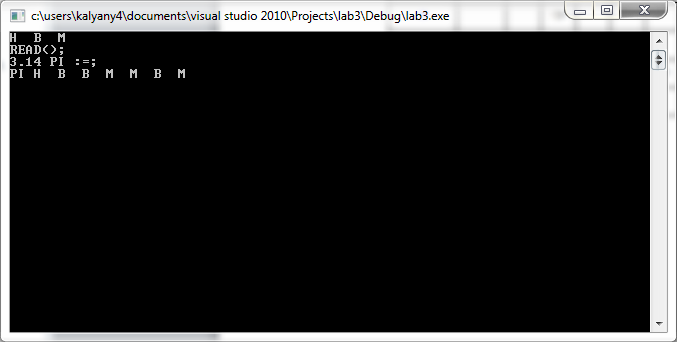 c:\users\kalyany4\documents\visual studio 2010\Projects\lab3\Debug\lab3.exe
H  B  M
READ();
3.14 PI :=;
PI H  B  B  M  M  B  M